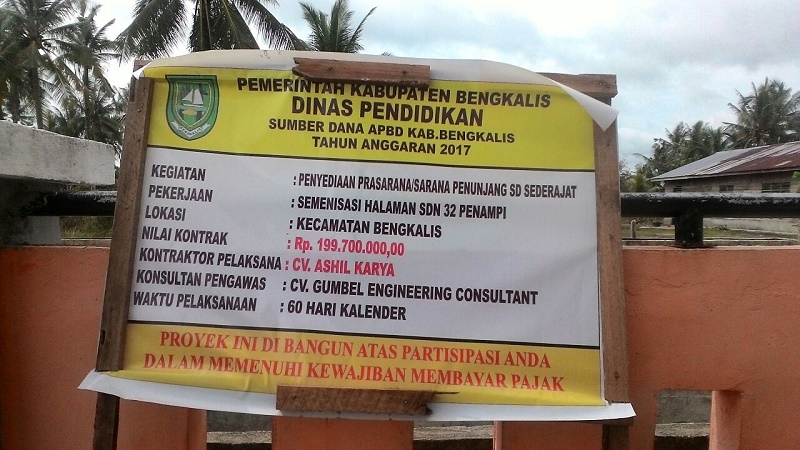 PEMERINTAH KABUPATEN BENGKALIS
DINAS PENDIDIKAN
SUMBER DANA APBD KAB.BENGKALIS
TAHUN ANGGARAN 2017
KEGIATAN : PENYEDIAAN PRASARANA/SARANA PENUNJANG SD SEDERAJAT
PEKERJAAN : SEMENISASI HALAMAN SDN 32 PENAMPI
LOKASI : KECAMATAN BENGKALIS
NILAI KONTRAK : Rp. 199.700.000,00
KONTRAKTOR PELAKSANA : CV. ASHIL KARYA
KONSULTAN PENGAWAS : CV. GUMBEL ENGINEERING CONSULTANT
WAKTU PELAKSANAAN : 60 HARI KALENDER
PROYEK INI DI BANGUN ATAS PARTISIPASI ANDA
DALAM MEMENUHI KEWAJIBAN MEMBAYAR PAJAK